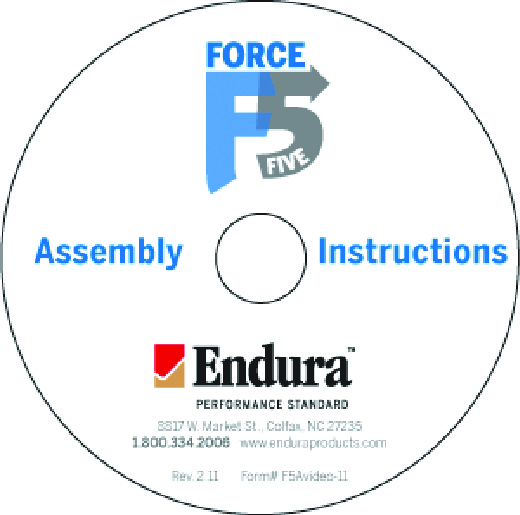 FORCE
F5
FIVE
Assembly Instructions
Endura™
PERFORMANCE STANDARD
8817 W. Market St., Colfax, NC 27235
1.800.334.2006 www.enduraproducts.com
Rev. 2.11 Form# F5Avideo-11